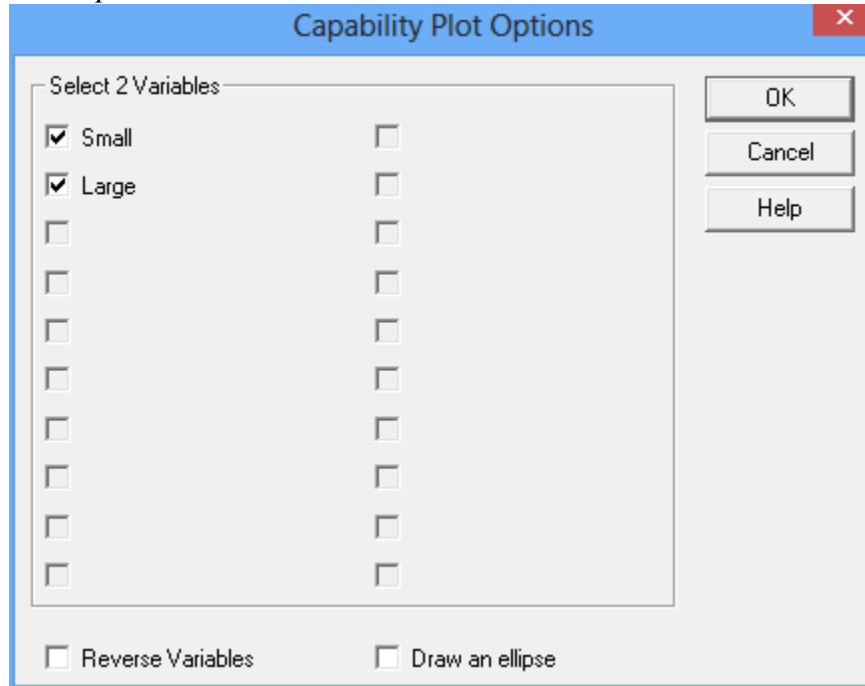 Capability Plot Options
Select 2 Variables
OK
Small
Cancel
Large
Help
Reverse Variables
Draw an ellipse